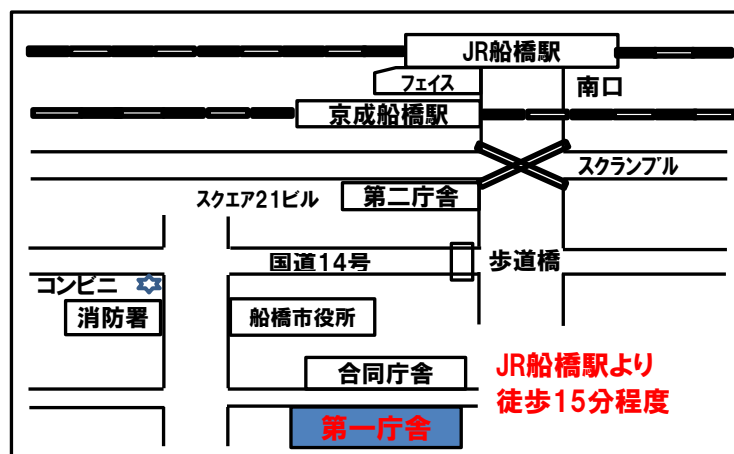 JR船橋駅
フェイス
南口
京成船橋駅
スクランブル
スクエア21ビル
第二庁舎
国道14号
歩道橋
コンビニ
消防署
船橋市役所
合同庁舎
JR船橋駅より
徒歩15分程度
第一庁舎